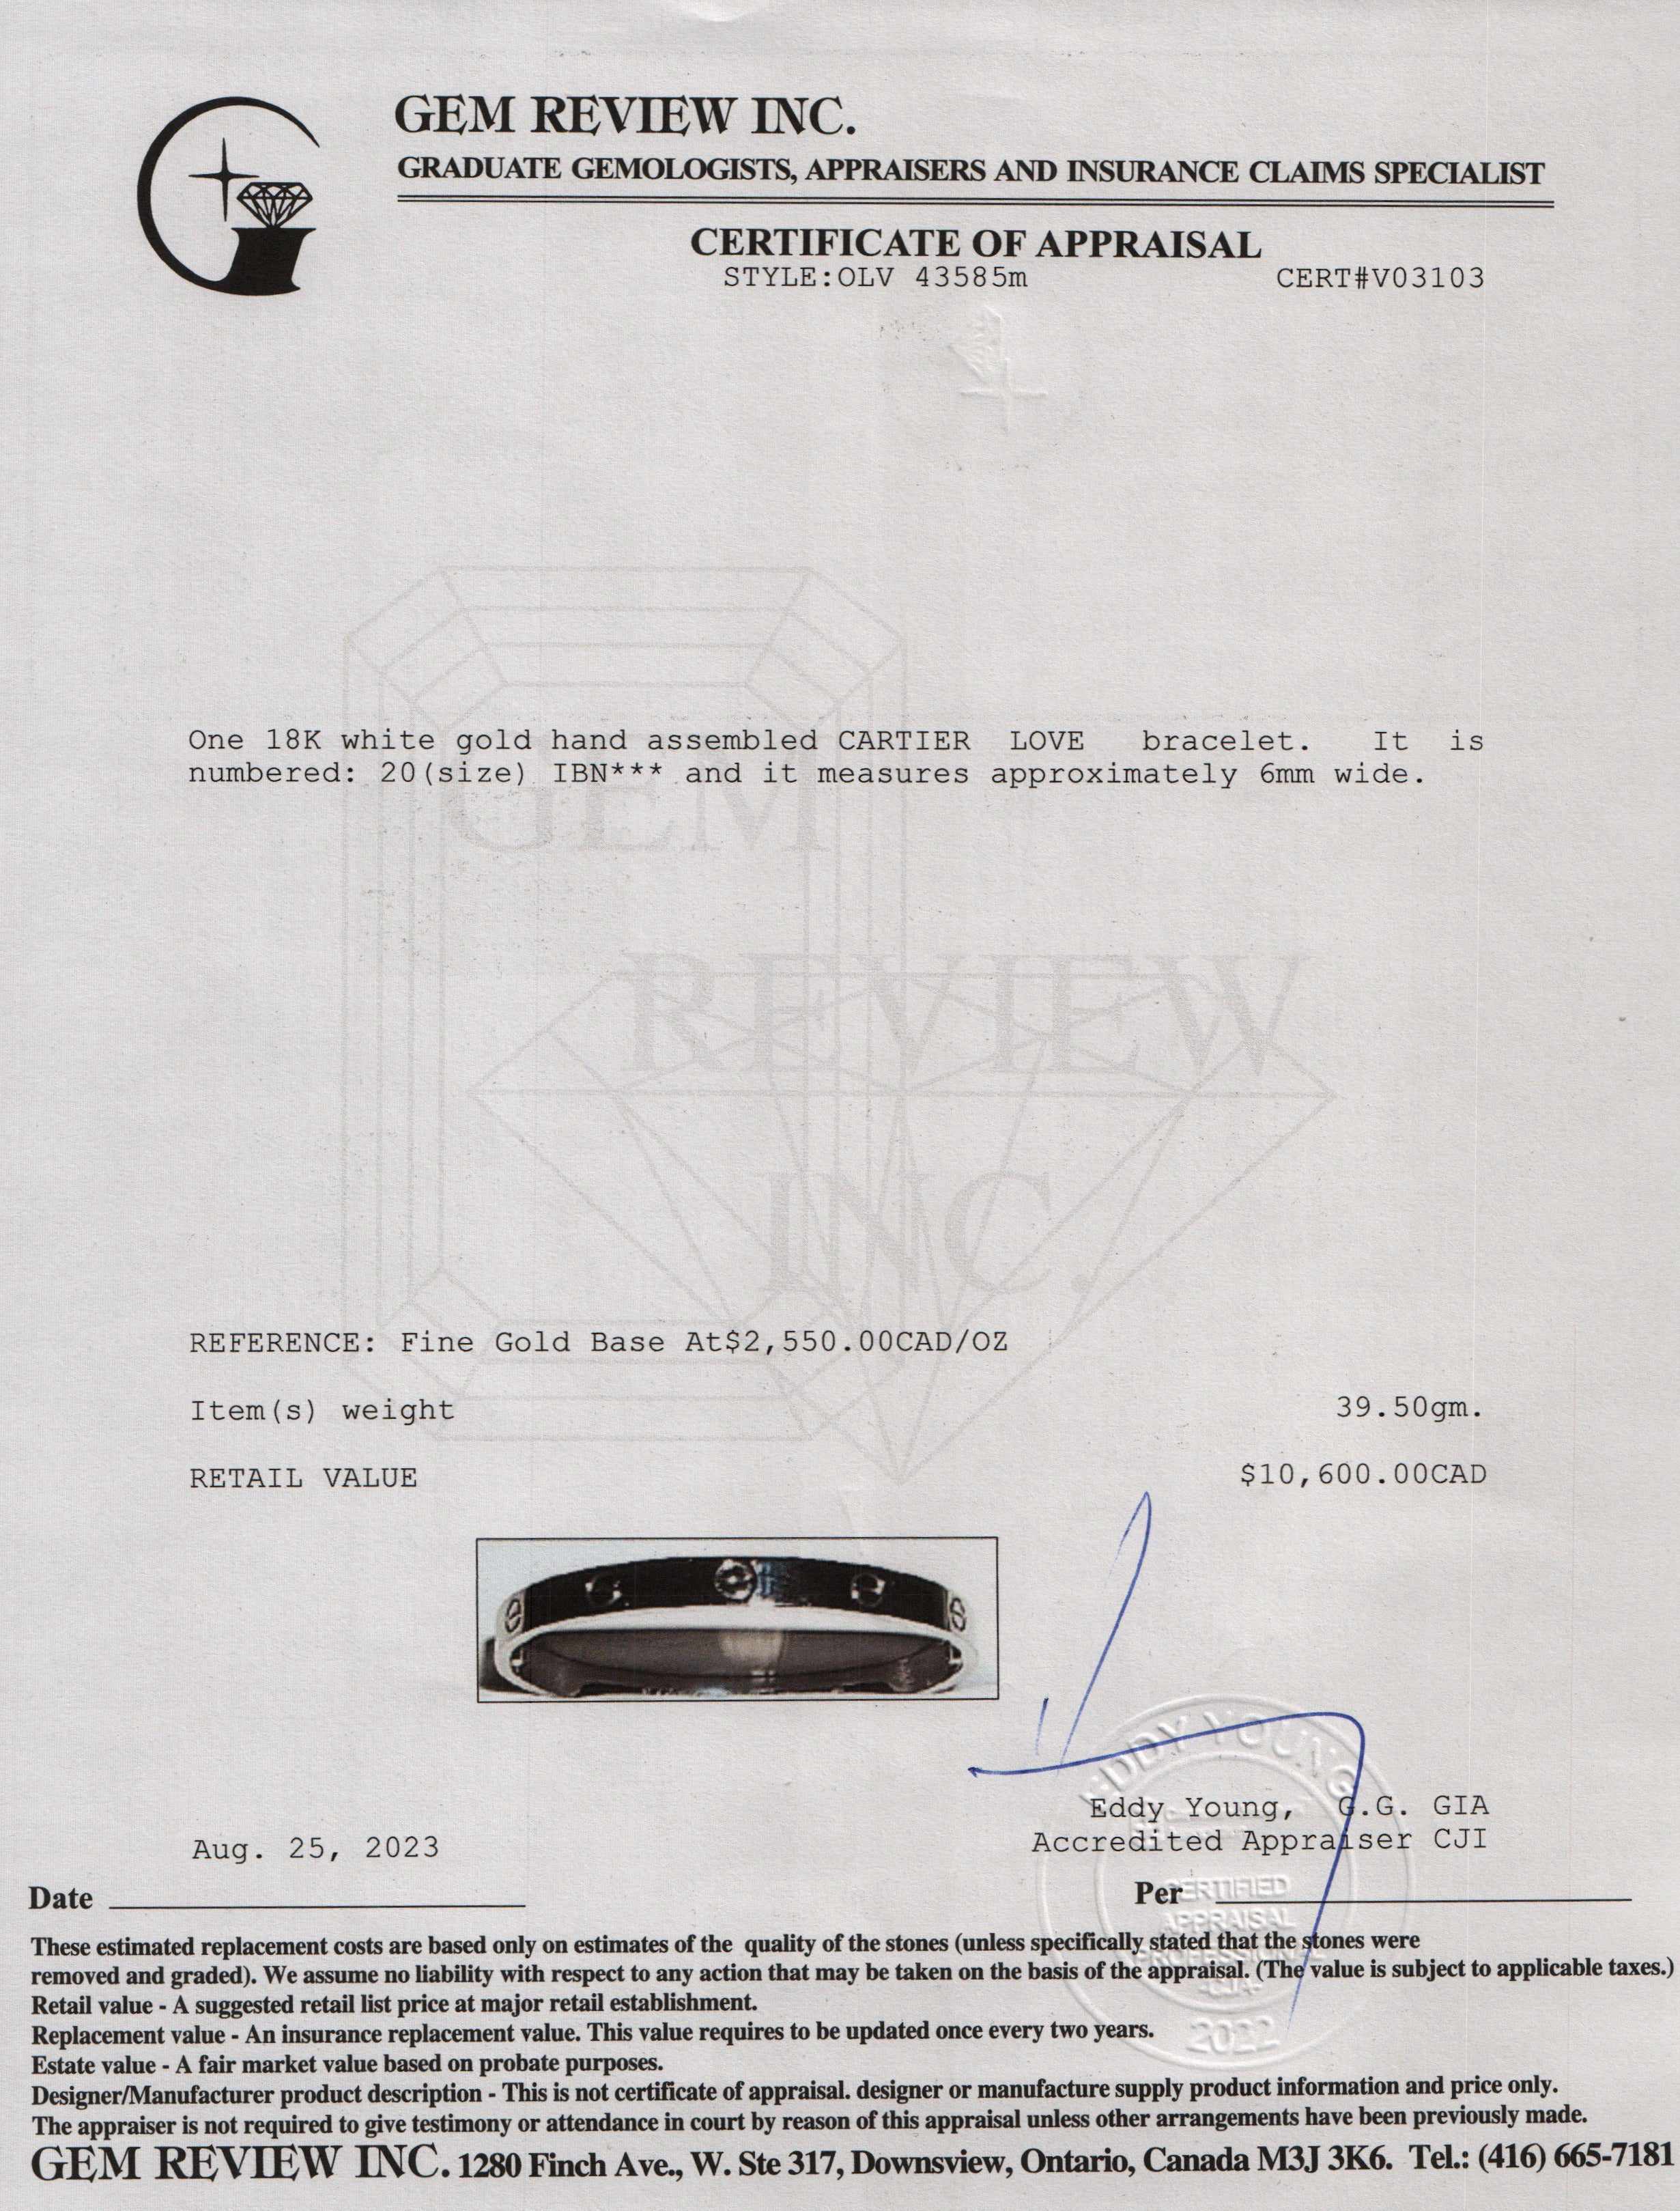 GEM REVIEW INC.
GRADUATE GEMOLOGISTS, APPRAISERS AND INSURANCE CLAIMS SPECIALIST
CERTIFICATE OF APPRAISAL
STYLE:OLV 43585m CERT#V03103
One 18K white gold hand assembled CARTIER LOVE bracelet. It is
numbered: 20(size) IBN*** and it measures approximately 6mm wide.
GEM
REVIEW
INC.
REFERENCE: Fine Gold Base At$2,550.00CAD/OZ
Item(s) weight 39.50gm.
RETAIL VALUE $10,600.00CAD
EDDY YOUNG
Eddy Young, G.G. GIA
Aug. 25, 2023 Accredited Appraiser CJI
Date Per
CERTIFIED
APPRAISAL
PROFESSIONAL
2022
These estimated replacement costs are based only on estimates of the quality of the stones (unless specifically stated that the stones were
removed and graded). We assume no liability with respect to any action that may be taken on the basis of the appraisal. (The value is subject to applicable taxes.)
Retail value - A suggested retail list price at major retail establishment.
Replacement value - An insurance replacement value. This value requires to be updated once every two years.
Estate value - A fair market value based on probate purposes.
Designer/Manufacturer product description - This is not certificate of appraisal. designer or manufacture supply product information and price only.
The appraiser is not required to give testimony or attendance in court by reason of this appraisal unless other arrangements have been previously made.
GEM REVIEW INC. 1280 Finch Ave., W. Ste 317, Downsview, Ontario, Canada M3J 3K6. Tel.: (416) 665-7181